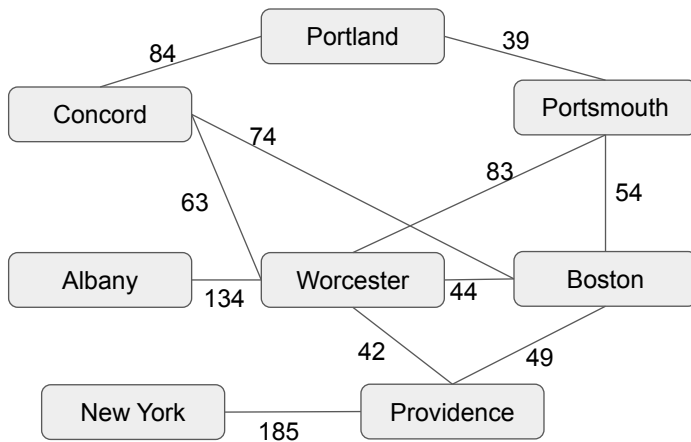 Portland
84
39
Concord
Portsmouth
74
83
63
54
Albany
Worcester
Boston
134
44
42
49
New York
Providence
185